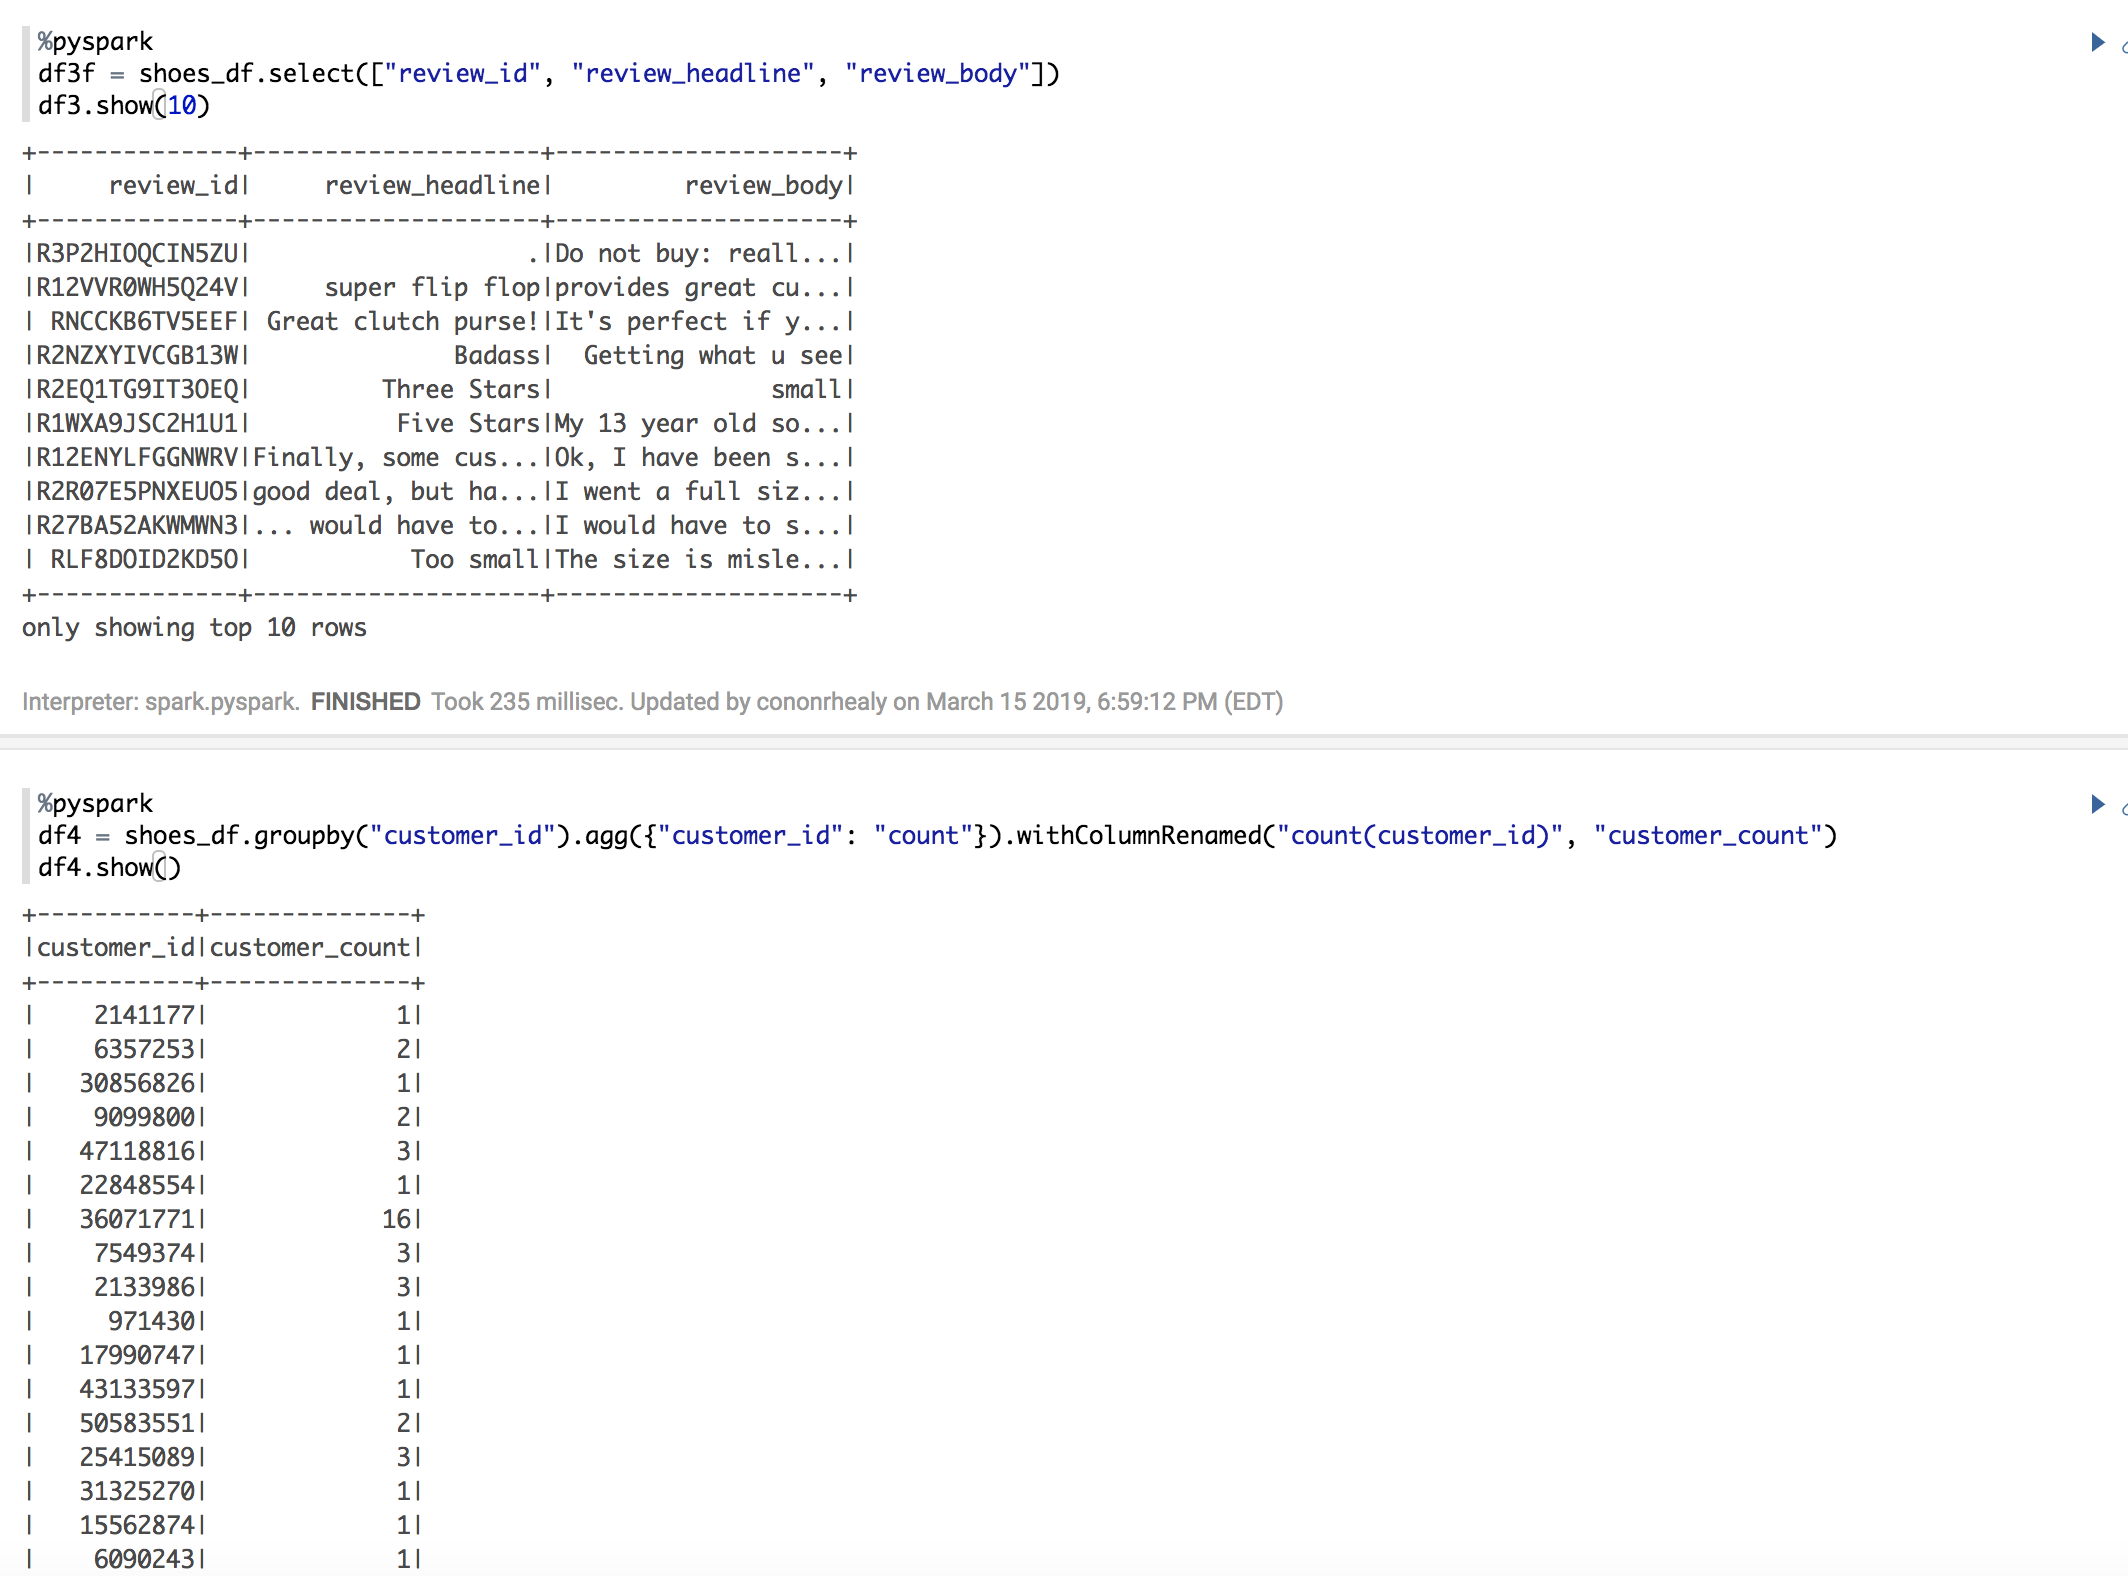 %pyspark
df3f = shoes_df.select(["review_id", "review_headline", "review_body"])
df3.show(10)
+--------------+--------------------+--------------------+
|     review_id|     review_headline|         review_body|
+--------------+--------------------+--------------------+
|R3P2HIOQCIN5ZU|                   .|Do not buy: reall...|
|R12VVR0WH5Q24V|     super flip flop|provides great cu...|
| RNCCKB6TV5EEF| Great clutch purse!|It's perfect if y...|
|R2NZXYIVCGB13W|              Badass|  Getting what u see|
|R2EQ1TG9IT3OEQ|         Three Stars|               small|
|R1WXA9JSC2H1U1|          Five Stars|My 13 year old so...|
|R12ENYLFGGNWRV|Finally, some cus...|Ok, I have been s...|
|R2R07E5PNXEUO5|good deal, but ha...|I went a full siz...|
|R27BA52AKWMWN3|... would have to...|I would have to s...|
| RLF8DOID2KD5O|           Too small|The size is misle...|
+--------------+--------------------+--------------------+
only showing top 10 rows
Interpreter: spark.pyspark. FINISHED Took 235 millisec. Updated by cononrhealy on March 15 2019, 6:59:12 PM (EDT)
%pyspark
df4 = shoes_df.groupby("customer_id").agg({"customer_id": "count"}).withColumnRenamed("count(customer_id)", "customer_count")
df4.show()
+-----------+--------------+
|customer_id|customer_count|
+-----------+--------------+
|    2141177|             1|
|    6357253|             2|
|   30856826|             1|
|    9099800|             2|
|   47118816|             3|
|   22848554|             1|
|   36071771|            16|
|    7549374|             3|
|    2133986|             3|
|     971430|             1|
|   17990747|             1|
|   43133597|             1|
|   50583551|             2|
|   25415089|             3|
|   31325270|             1|
|   15562874|             1|
|    6090243|             1|